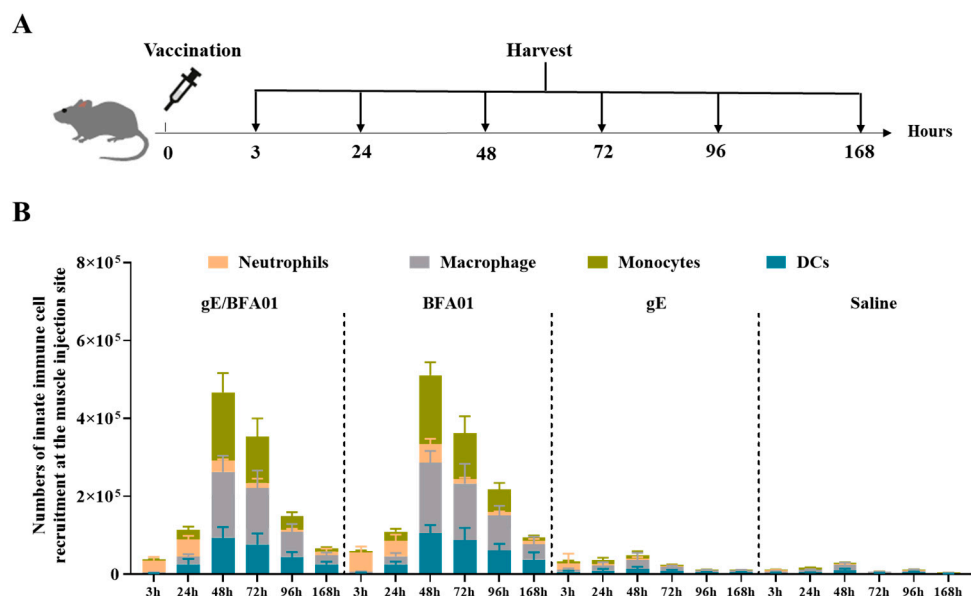 A
Vaccination
Harvest
Hours
0 3 24 48 72 96 168
B
Neutrophils Macrophage Monocytes DCs
gE/BFA01 BFA01 gE Saline
Numbers of innate immune cell
recruitment at the muscle injection site
8×10⁵
6×10⁵
4×10⁵
2×10⁵
0
3h 24h 48h 72h 96h 168h 3h 24h 48h 72h 96h 168h 3h 24h 48h 72h 96h 168h 3h 24h 48h 72h 96h 168h